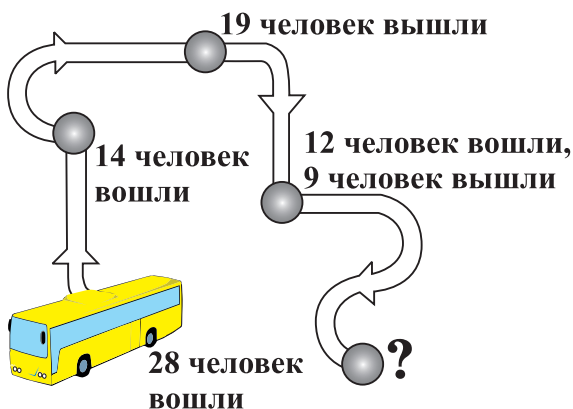 19 человек вышли
14 человек
вошли
12 человек вошли,
9 человек вышли
?
28 человек
вошли